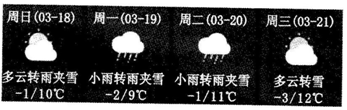 周日(03-18) 周一(03-19) 周二(03-20) 周三(03-21)
多云转雨夹雪 小雨转雨夹雪 小雨转雨夹雪 多云转雪
-1/10℃ -2/9℃ -1/11℃ -3/12℃